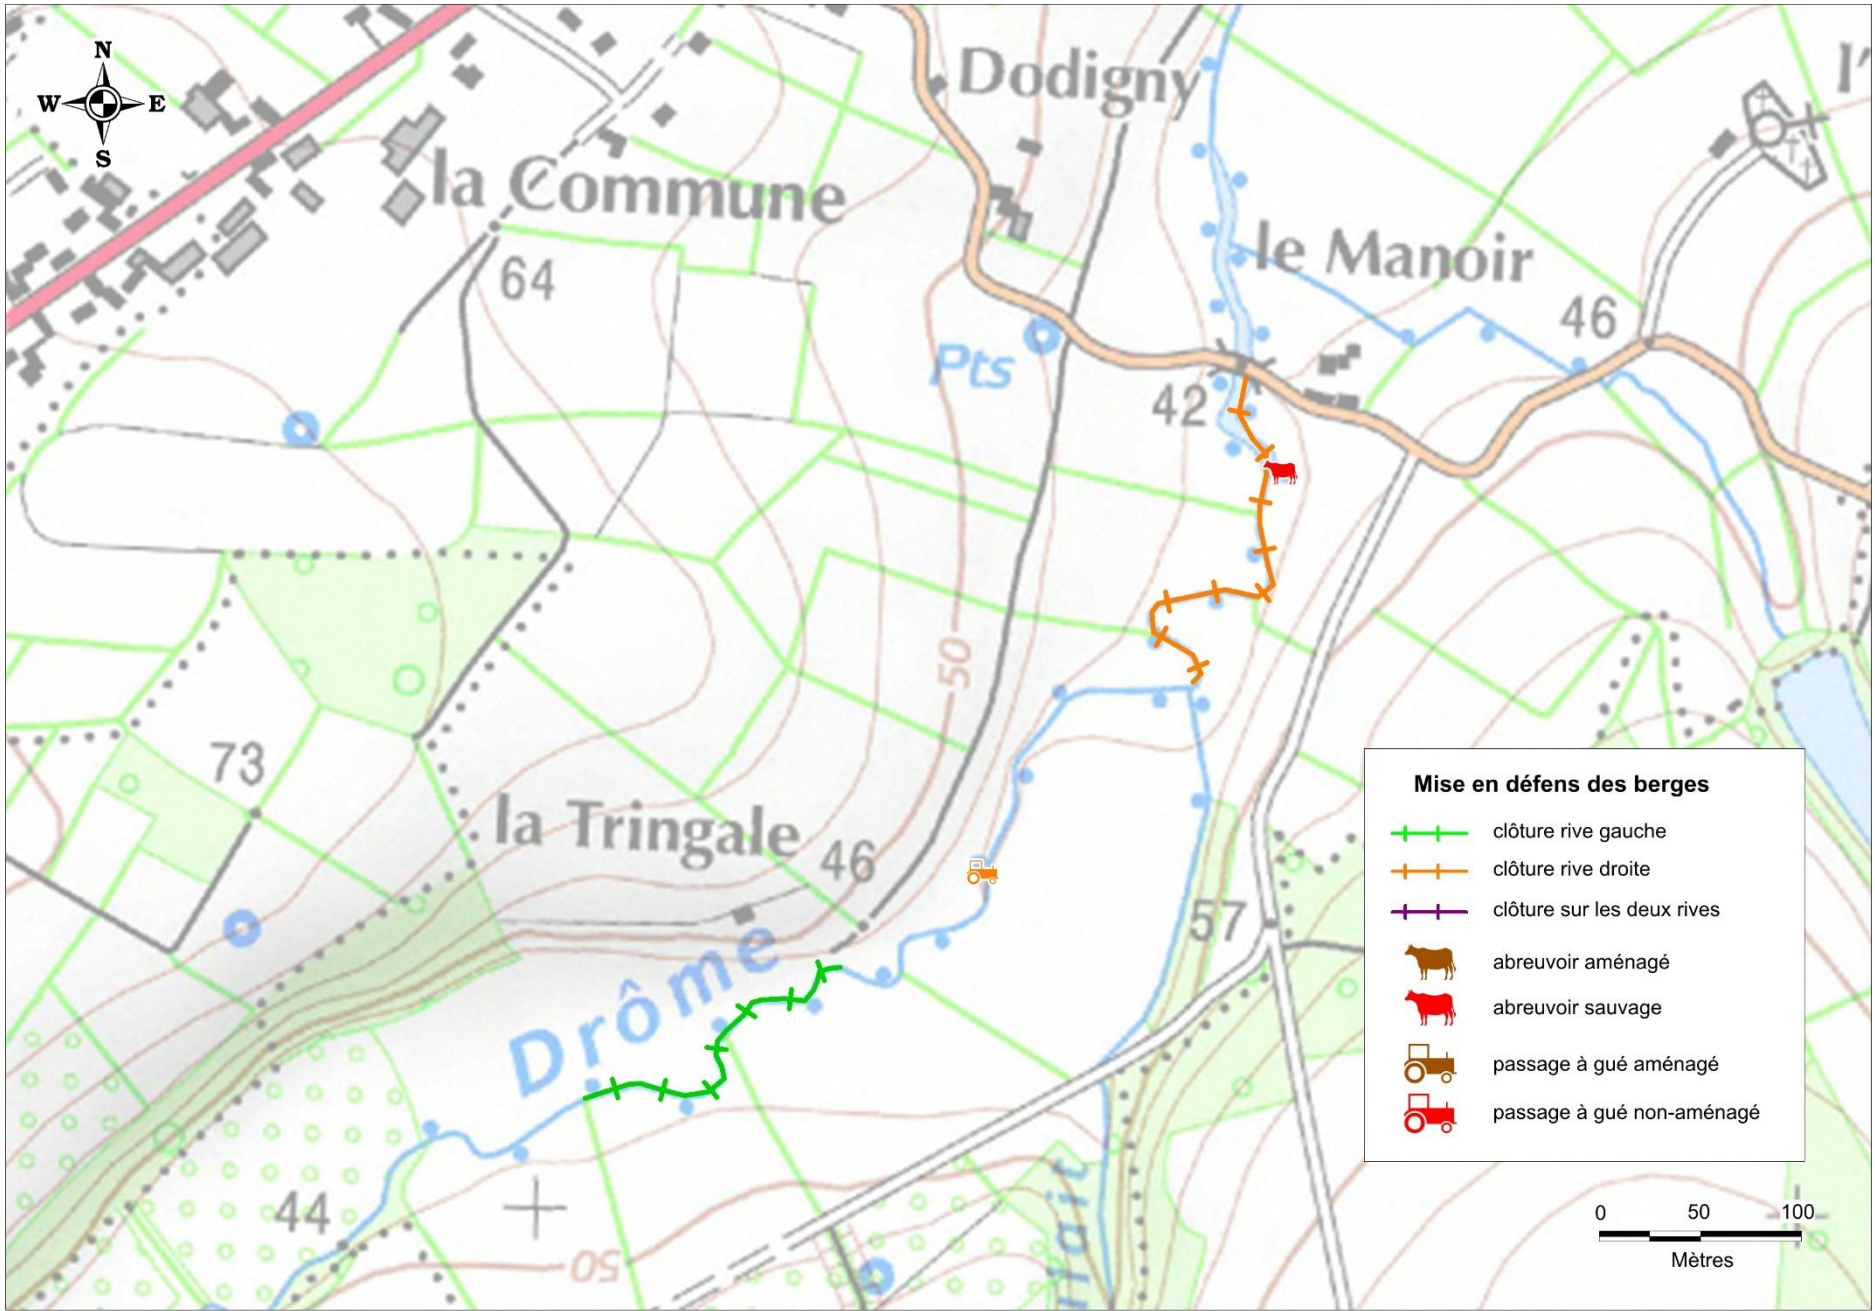 N
W E
S
Dodigny
l'
la Commune
le Manoir
64
46
Pts
42
50
73
la Tringale
46
57
Drôme
44
50
Mise en défens des berges
clôture rive gauche
clôture rive droite
clôture sur les deux rives
abreuvoir aménagé
abreuvoir sauvage
passage à gué aménagé
passage à gué non-aménagé
0 50 100
Mètres